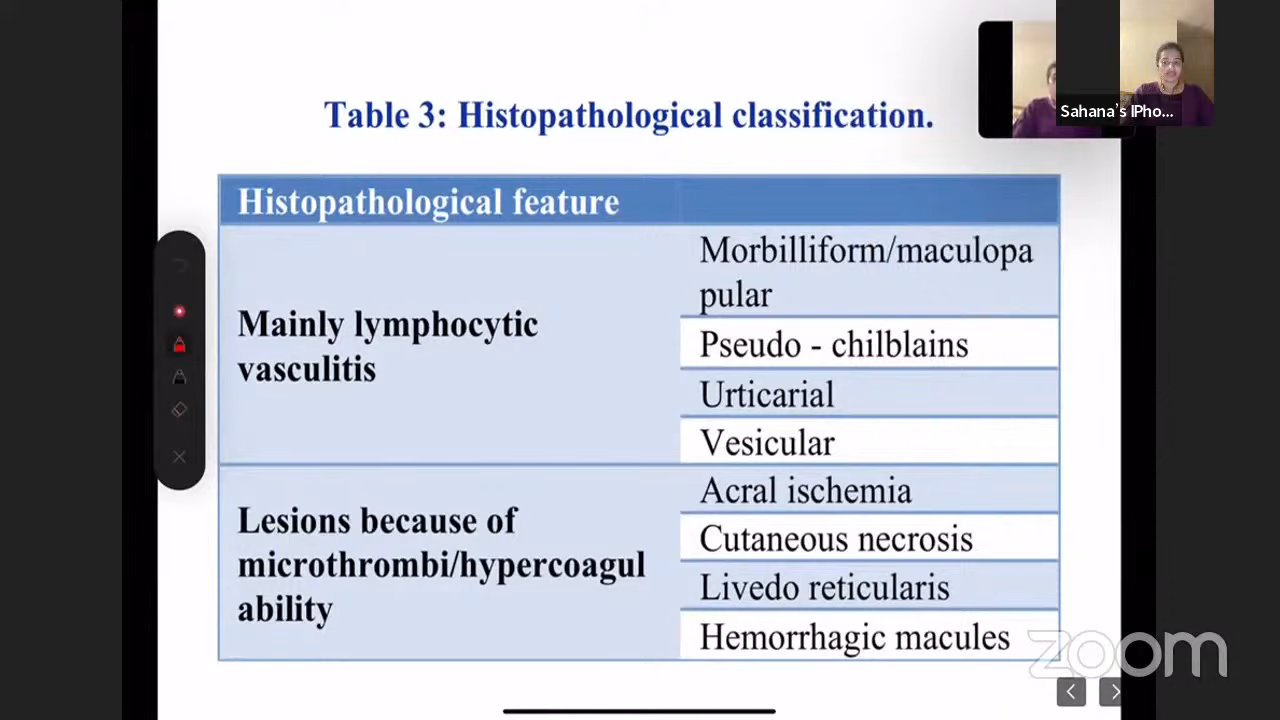 Sahana's IPho...
Table 3: Histopathological classification.
Histopathological feature
Mainly lymphocytic
vasculitis
Morbilliform/maculopa
pular
Pseudo - chilblains
Urticarial
Vesicular
Lesions because of
microthrombi/hypercoagul
ability
Acral ischemia
Cutaneous necrosis
Livedo reticularis
Hemorrhagic macules
zoom